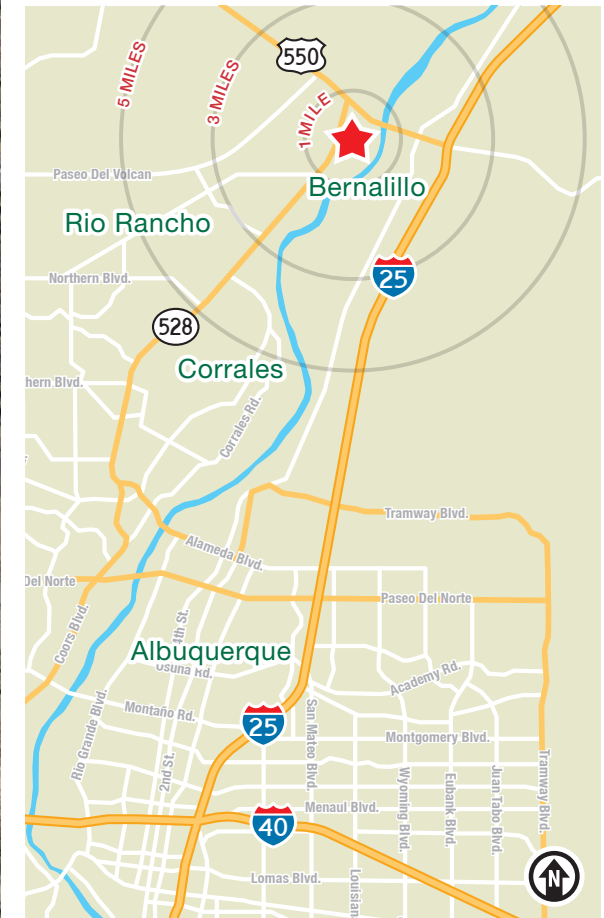 550
5 MILES
3 MILES
1 MILE
Paseo Del Volcan
Bernalillo
Rio Rancho
Northern Blvd.
25
528
Corrales
hern Blvd.
Corrales Rd.
Tramway Blvd.
Alameda Blvd.
Del Norte
Paseo Del Norte
Coors Blvd.
4th St.
Albuquerque
Osuna Rd.
Academy Rd.
Rio Grande Blvd.
Montaño Rd.
2nd St.
25
San Mateo Blvd.
Montgomery Blvd.
Wyoming Blvd.
Eubank Blvd.
Juan Tabo Blvd.
Tramway Blvd.
Menaul Blvd.
40
Lomas Blvd.
Louisian
N